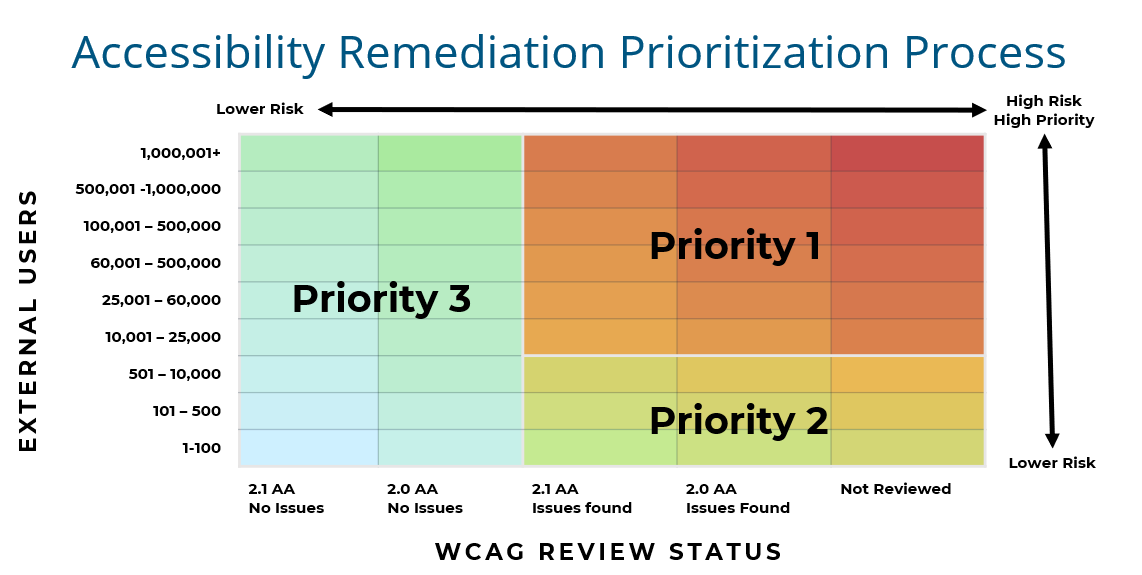 Accessibility Remediation Prioritization Process
Lower Risk
High Risk
High Priority
EXTERNAL USERS
1,000,001+
500,001 -1,000,000
100,001 – 500,000
60,001 – 500,000
25,001 – 60,000
10,001 – 25,000
501 – 10,000
101 – 500
1-100
Priority 1
Priority 3
Priority 2
Lower Risk
2.1 AA
No Issues
2.0 AA
No Issues
2.1 AA
Issues found
2.0 AA
Issues Found
Not Reviewed
WCAG REVIEW STATUS